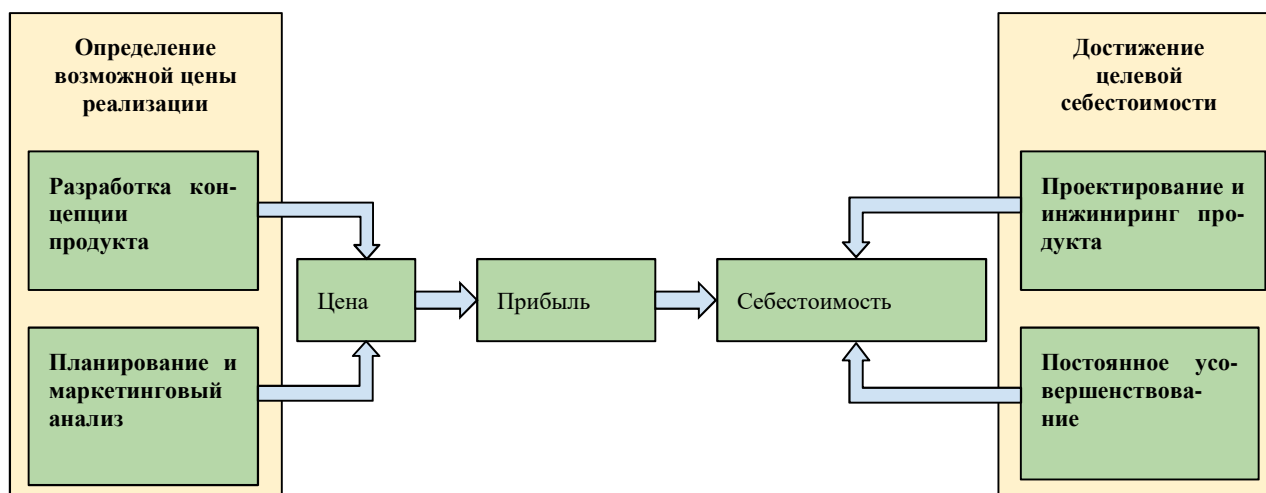 Определение
возможной цены
реализации
Разработка кон-
цепции
продукта
Планирование и
маркетинговый
анализ
Цена
Прибыль
Себестоимость
Достижение
целевой
себестоимости
Проектирование и
инжиниринг про-
дукта
Постоянное усо-
вершенствова-
ние